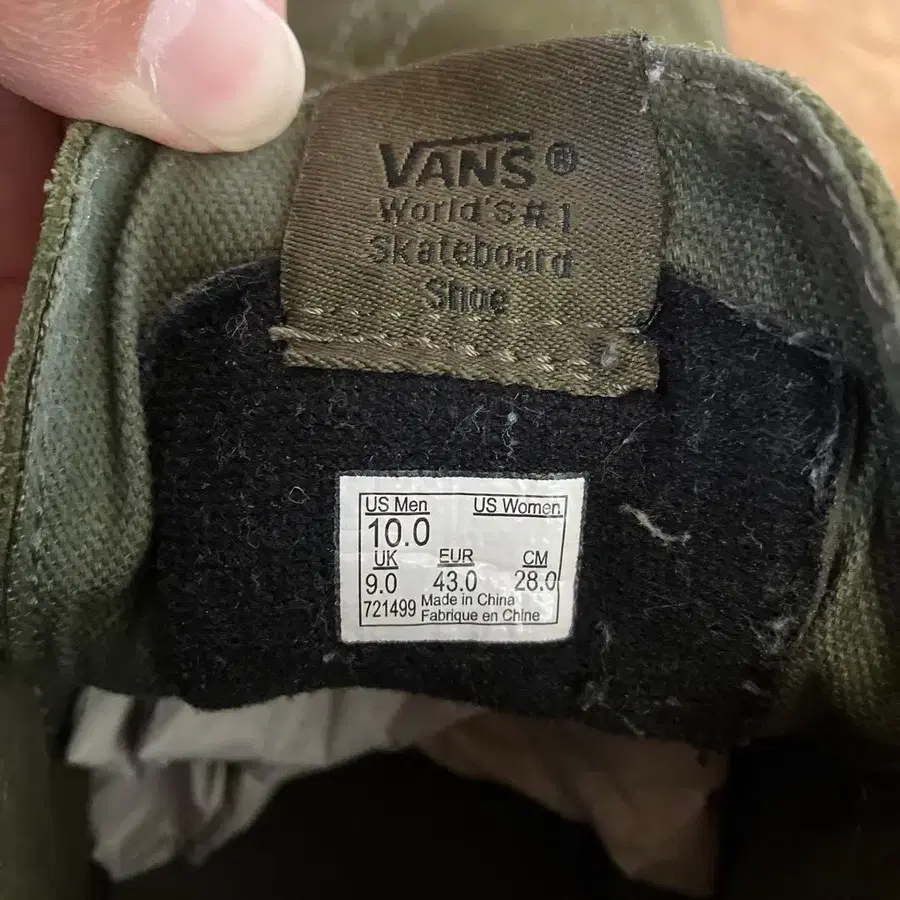 VANS®
World's #1
Skateboard
Shoe
US Men US Women
10.0
UK EUR CM
9.0 43.0 28.0
721499 Made in China
Fabrique en Chine